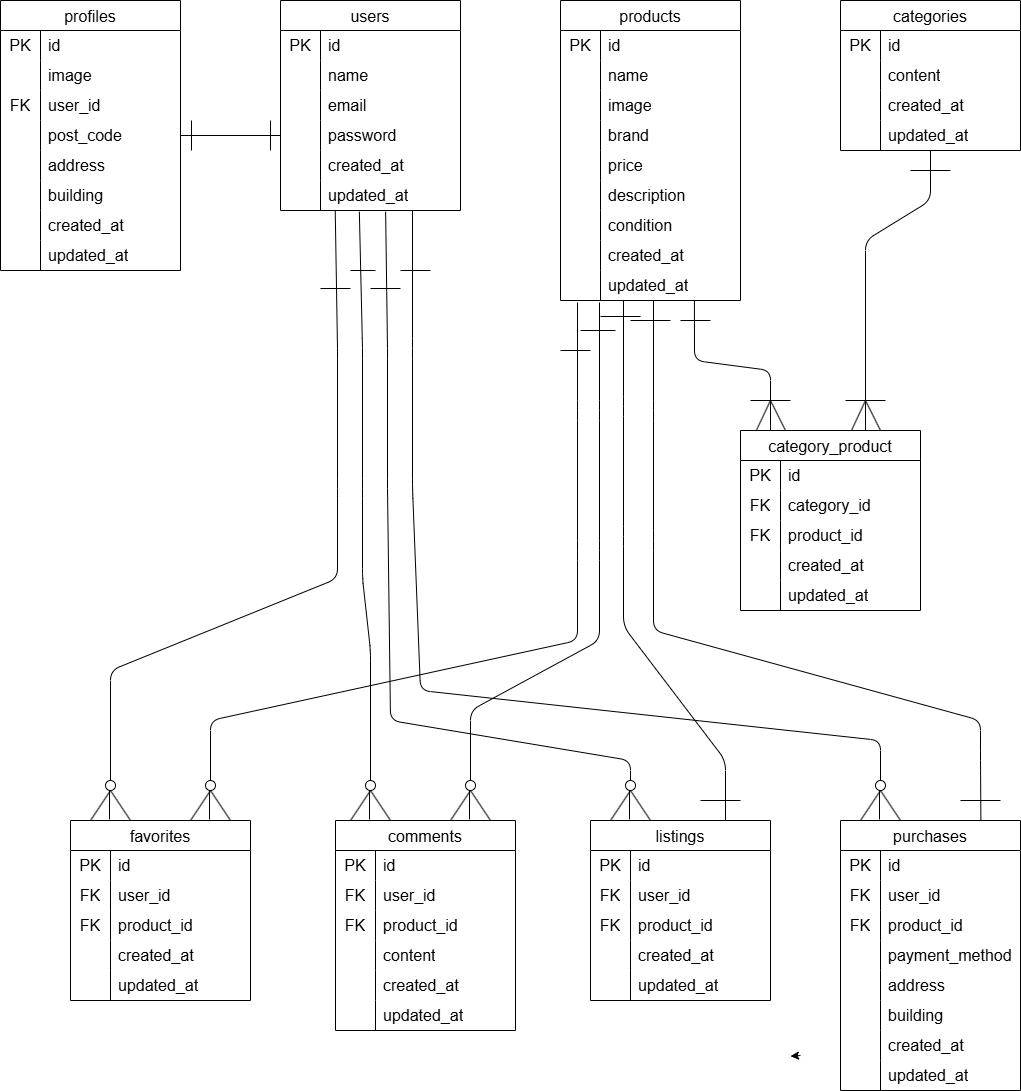 profiles
PK id
image
FK user_id
post_code
address
building
created_at
updated_at
users
PK id
name
email
password
created_at
updated_at
products
PK id
name
image
brand
price
description
condition
created_at
updated_at
categories
PK id
content
created_at
updated_at
category_product
PK id
FK category_id
FK product_id
created_at
updated_at
favorites
PK id
FK user_id
FK product_id
created_at
updated_at
comments
PK id
FK user_id
FK product_id
content
created_at
updated_at
listings
PK id
FK user_id
FK product_id
created_at
updated_at
purchases
PK id
FK user_id
FK product_id
payment_method
address
building
created_at
updated_at